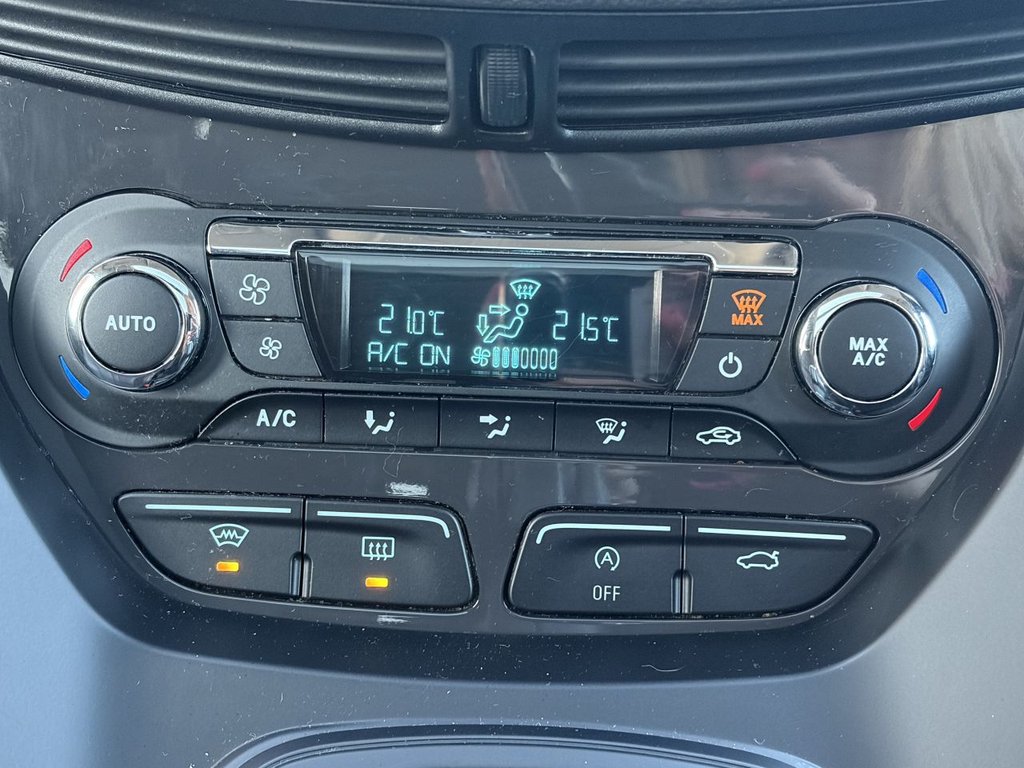 21.0°C
21.5°C
A/C ON
AUTO
MAX
MAX
A/C
A/C
A
OFF